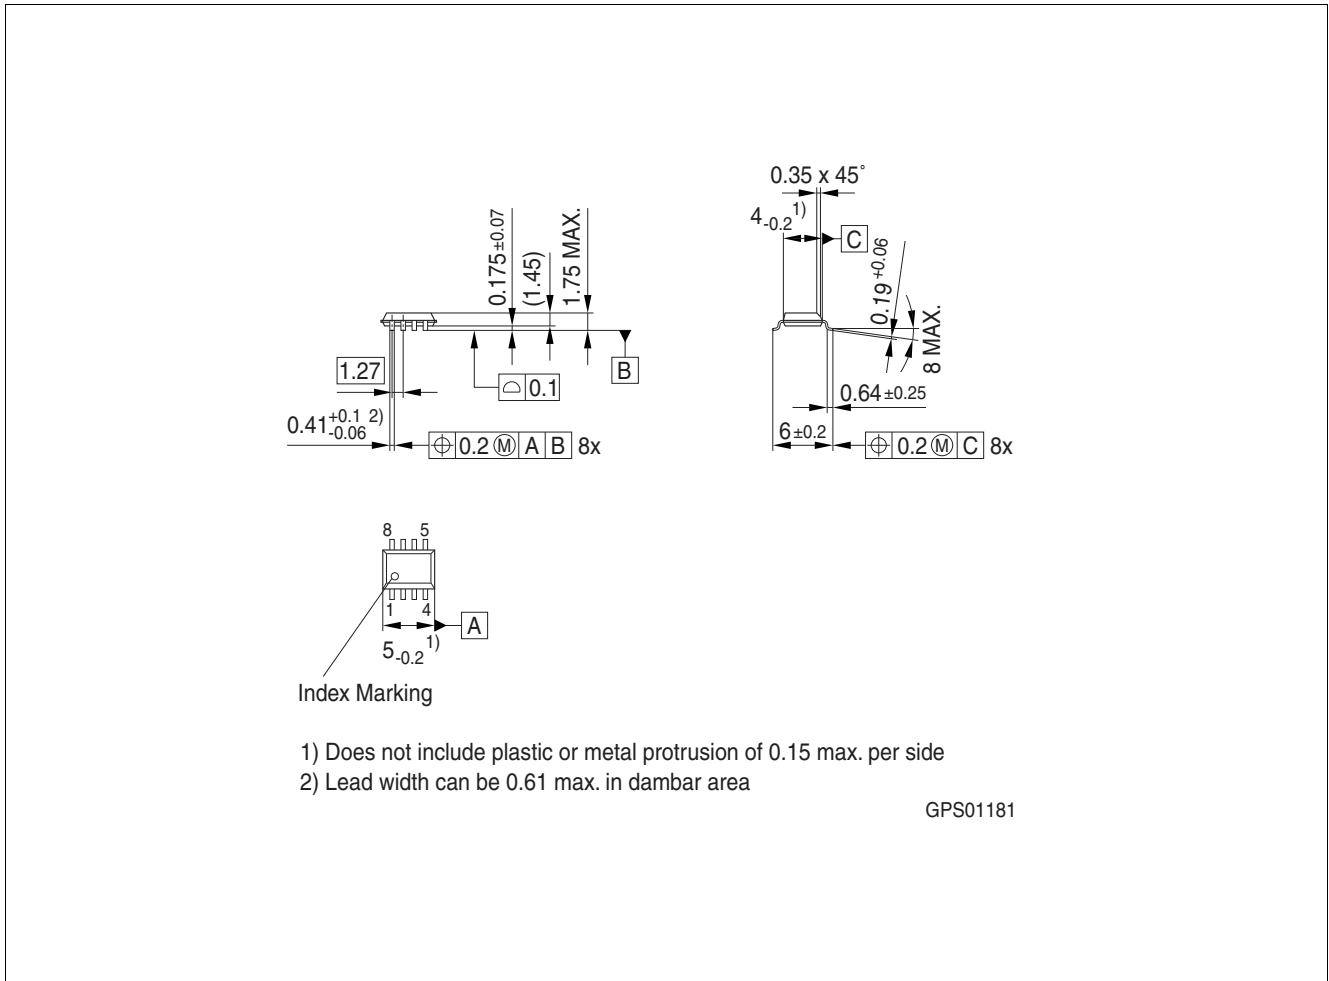 0.175±0.07
(1.45)
1.75 MAX.
1.27
0.1
B
0.41 +0.1 -0.06 2)
0.2 Ⓜ A B 8x
0.35 x 45°
4 -0.2 1)
C
0.19 +0.06
8 MAX.
0.64 ±0.25
6 ±0.2
0.2 Ⓜ C 8x
8 5
1 4
A
5 -0.2 1)
Index Marking
1) Does not include plastic or metal protrusion of 0.15 max. per side
2) Lead width can be 0.61 max. in dambar area
GPS01181